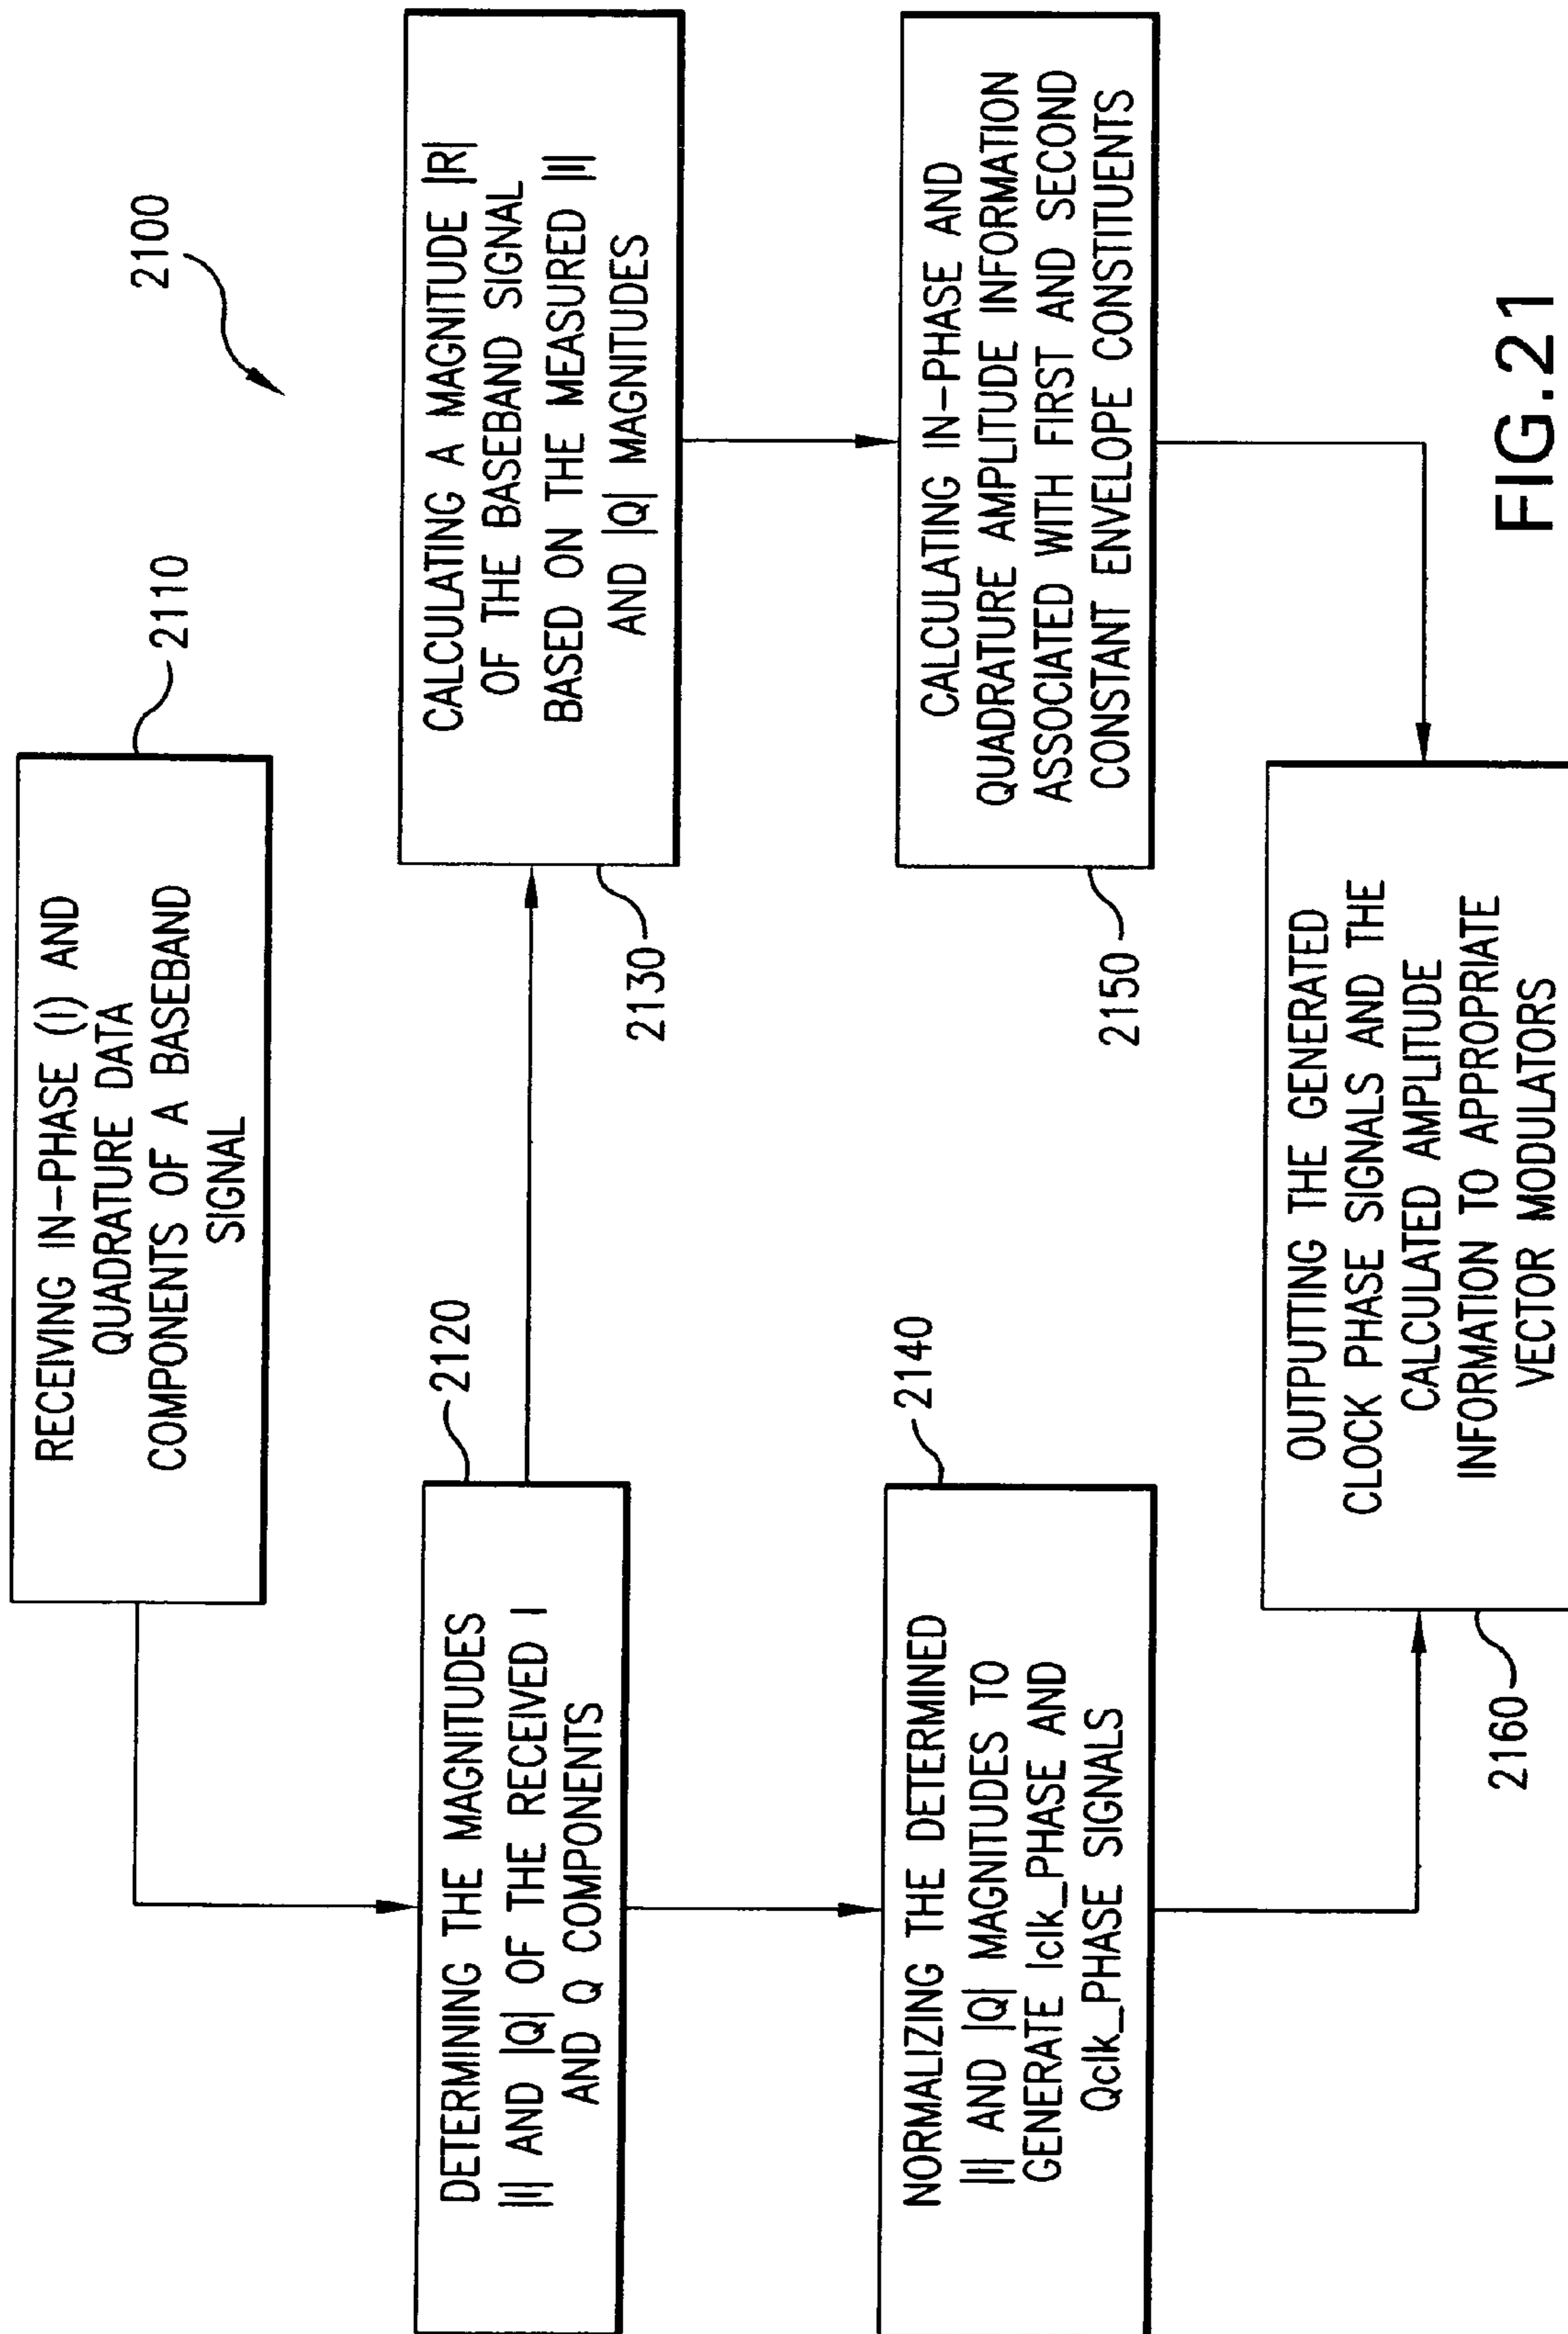 2100
RECEIVING IN-PHASE (I) AND
QUADRATURE DATA
COMPONENTS OF A BASEBAND
SIGNAL
2110
DETERMINING THE MAGNITUDES
|I| AND |Q| OF THE RECEIVED I
AND Q COMPONENTS
2120
CALCULATING A MAGNITUDE |R|
OF THE BASEBAND SIGNAL
BASED ON THE MEASURED |I|
AND |Q| MAGNITUDES
2130
NORMALIZING THE DETERMINED
|I| AND |Q| MAGNITUDES TO
GENERATE Iclk_PHASE AND
Qclk_PHASE SIGNALS
2140
CALCULATING IN-PHASE AND
QUADRATURE AMPLITUDE INFORMATION
ASSOCIATED WITH FIRST AND SECOND
CONSTANT ENVELOPE CONSTITUENTS
2150
OUTPUTTING THE GENERATED
CLOCK PHASE SIGNALS AND THE
CALCULATED AMPLITUDE
INFORMATION TO APPROPRIATE
VECTOR MODULATORS
2160
FIG.21